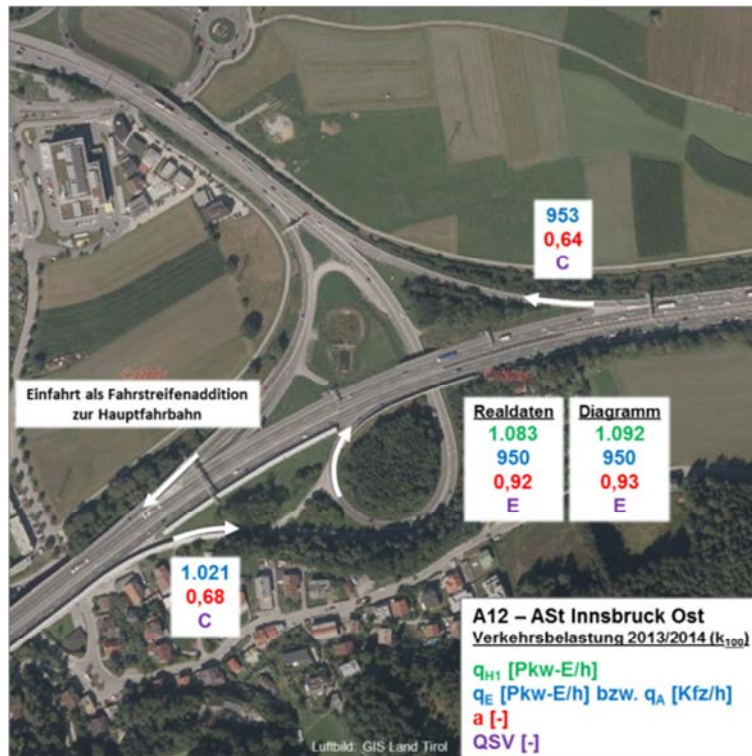 953
0,64
C
Einfahrt als Fahrstreifenaddition
zur Hauptfahrbahn
Realdaten
1.083
950
0,92
E
Diagramm
1.092
950
0,93
E
1.021
0,68
C
A12 – ASt Innsbruck Ost
Verkehrsbelastung 2013/2014 (k100)
qH1 [Pkw-E/h]
qE [Pkw-E/h] bzw. qA [Kfz/h]
a [-]
QSV [-]
Luftbild: GIS Land Tirol